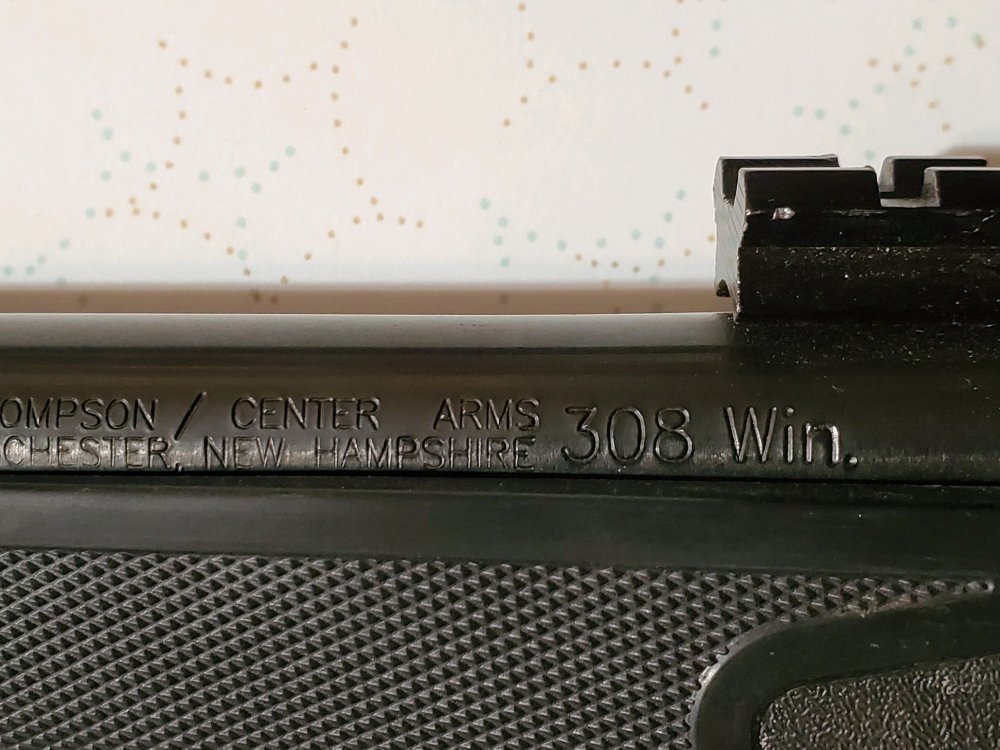 OMPSON / CENTER ARMS
CHESTER, NEW HAMPSHIRE
308 Win.